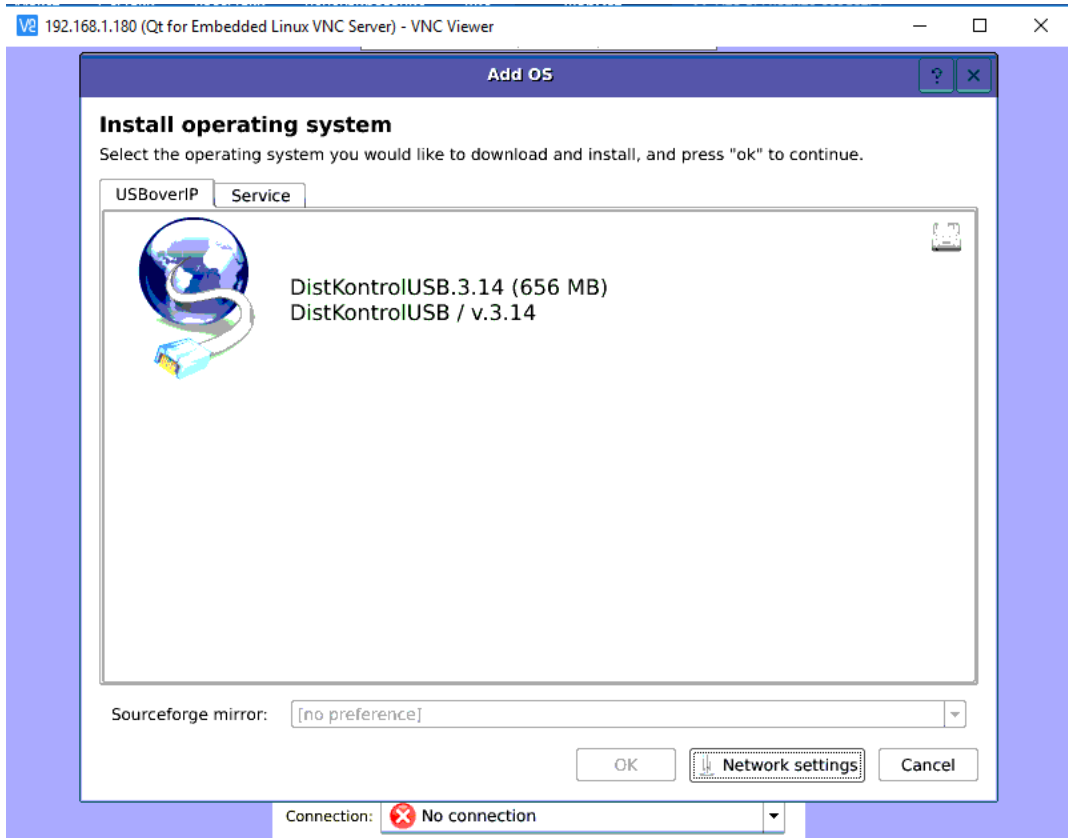 192.168.1.180 (Qt for Embedded Linux VNC Server) - VNC Viewer
Add OS
Install operating system
Select the operating system you would like to download and install, and press "ok" to continue.
USBoverIP Service
DistKontrolUSB.3.14 (656 MB)
DistKontrolUSB / v.3.14
Sourceforge mirror: [no preference]
OK Network settings Cancel
Connection: No connection